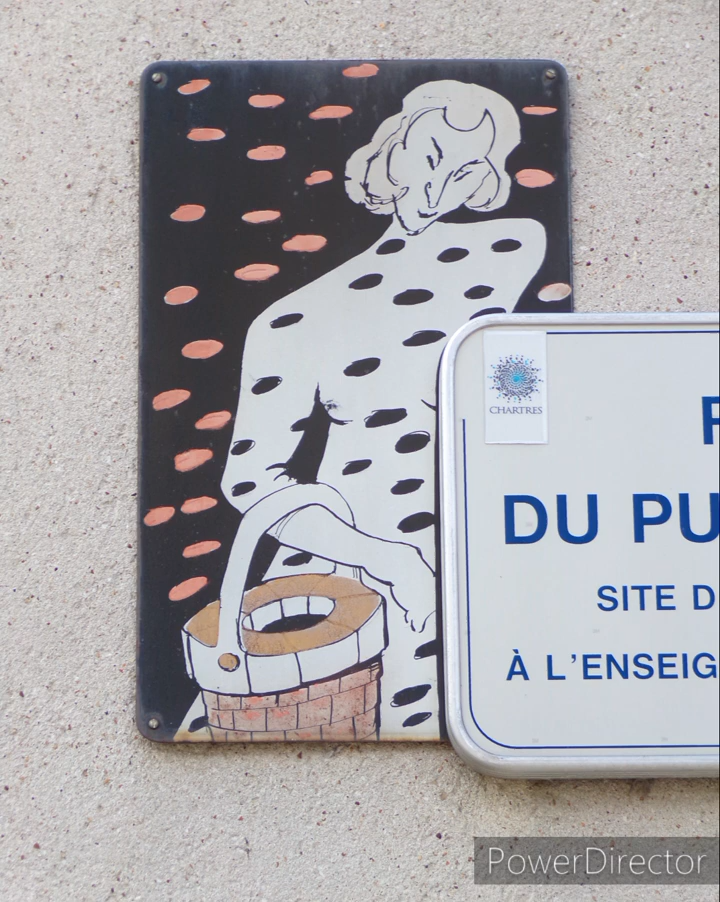 CHARTRES
DU PU
SITE D
À L'ENSEIG
PowerDirector